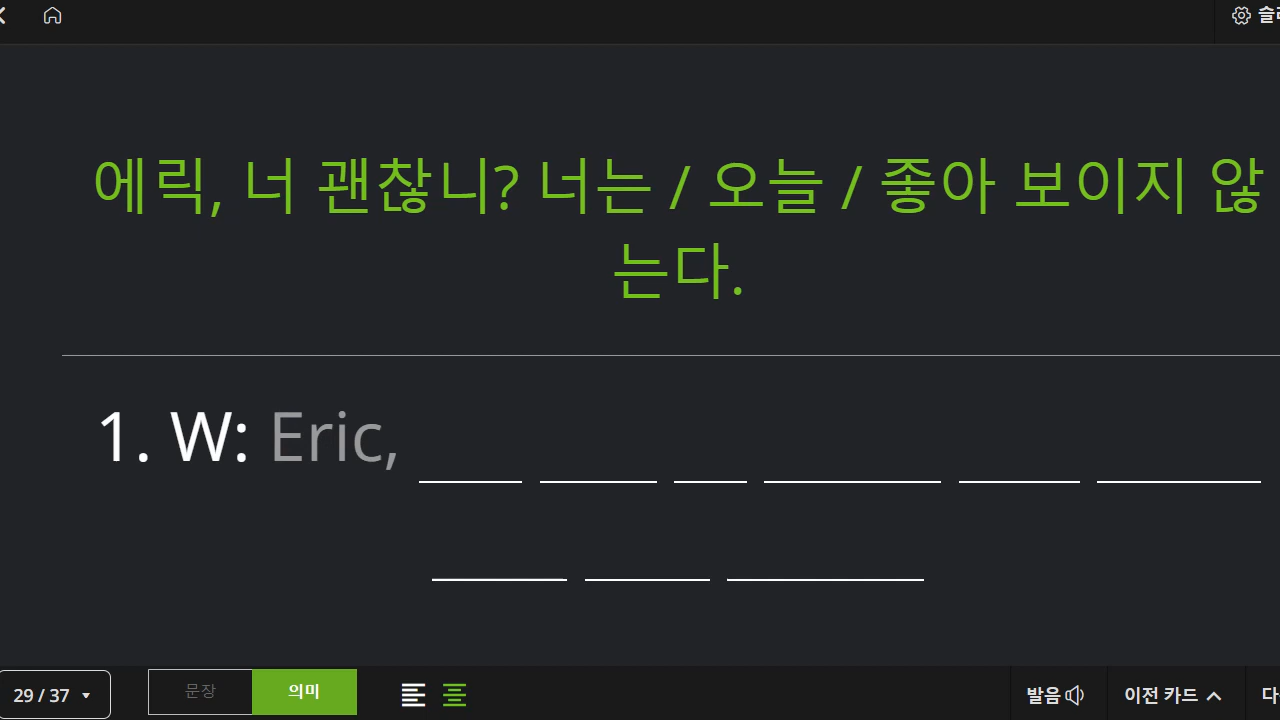 에릭, 너 괜찮니? 너는 / 오늘 / 좋아 보이지 않
는다.
1. W: Eric,
29 / 37
문장
의미
발음
이전 카드